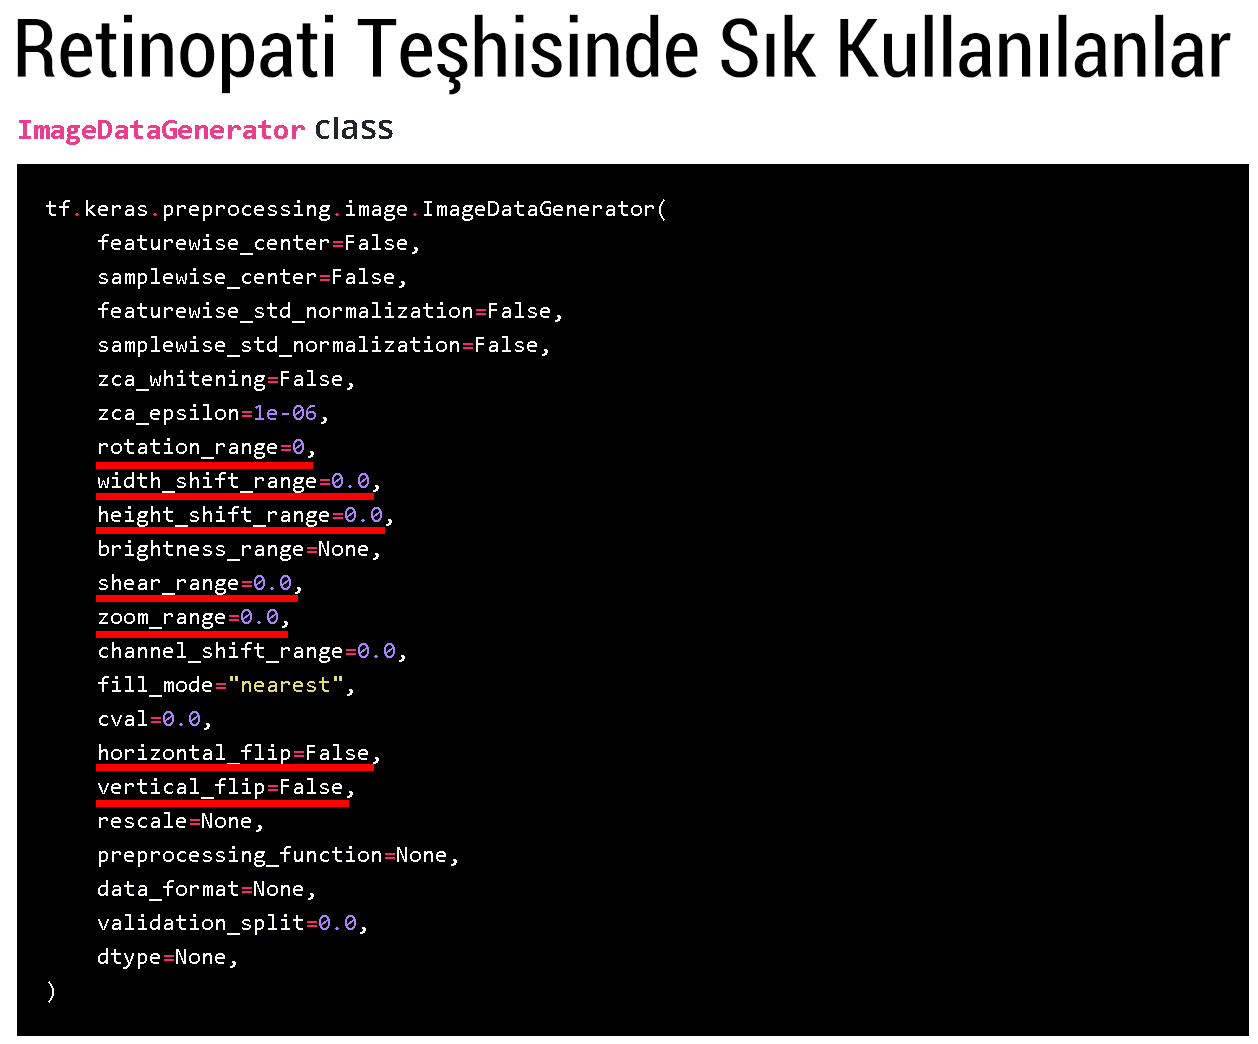 Retinopati Teşhisinde Sık Kullanılanlar
ImageDataGenerator class
tf.keras.preprocessing.image.ImageDataGenerator(
    featurewise_center=False,
    samplewise_center=False,
    featurewise_std_normalization=False,
    samplewise_std_normalization=False,
    zca_whitening=False,
    zca_epsilon=1e-06,
    rotation_range=0,
    width_shift_range=0.0,
    height_shift_range=0.0,
    brightness_range=None,
    shear_range=0.0,
    zoom_range=0.0,
    channel_shift_range=0.0,
    fill_mode="nearest",
    cval=0.0,
    horizontal_flip=False,
    vertical_flip=False,
    rescale=None,
    preprocessing_function=None,
    data_format=None,
    validation_split=0.0,
    dtype=None,
)